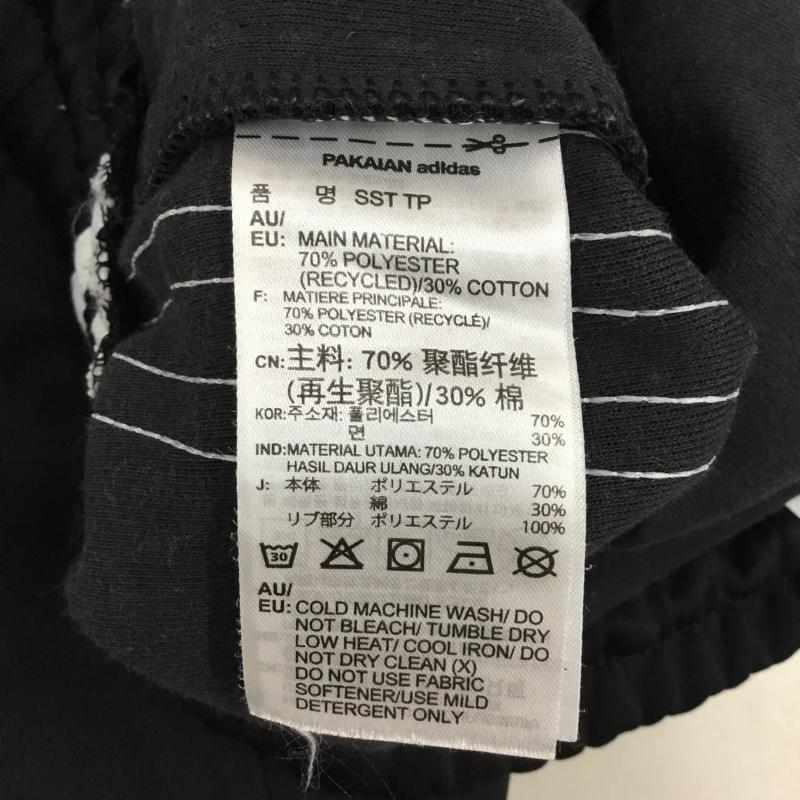 PAKAIAN adidas
품 명 SST TP
AU/
EU: MAIN MATERIAL:
70% POLYESTER
(RECYCLED)/30% COTTON
F: MATIERE PRINCIPALE:
70% POLYESTER (RECYCLÉ)/
30% COTON
CN: 主料: 70% 聚酯纤维
(再生聚酯)/30% 棉
KOR: 주소재: 폴리에스터 70%
면 30%
IND: MATERIAL UTAMA: 70% POLYESTER
HASIL DAUR ULANG/30% KATUN
J: 本体 ポリエステル 70%
綿 30%
リブ部分 ポリエステル 100%
30
AU/
EU: COLD MACHINE WASH/ DO
NOT BLEACH/ TUMBLE DRY
LOW HEAT/ COOL IRON/ DO
NOT DRY CLEAN (X)
DO NOT USE FABRIC
SOFTENER/USE MILD
DETERGENT ONLY